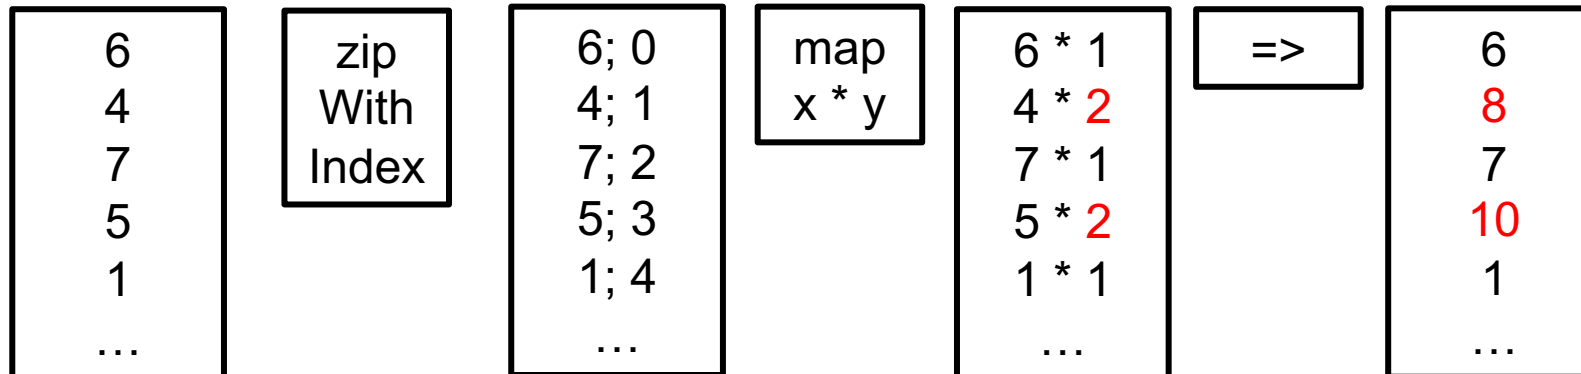 6
4
7
5
1
…
zip
With
Index
6; 0
4; 1
7; 2
5; 3
1; 4
…
map
x * y
6 * 1
4 * 2
7 * 1
5 * 2
1 * 1
…
=>
6
8
7
10
1
…